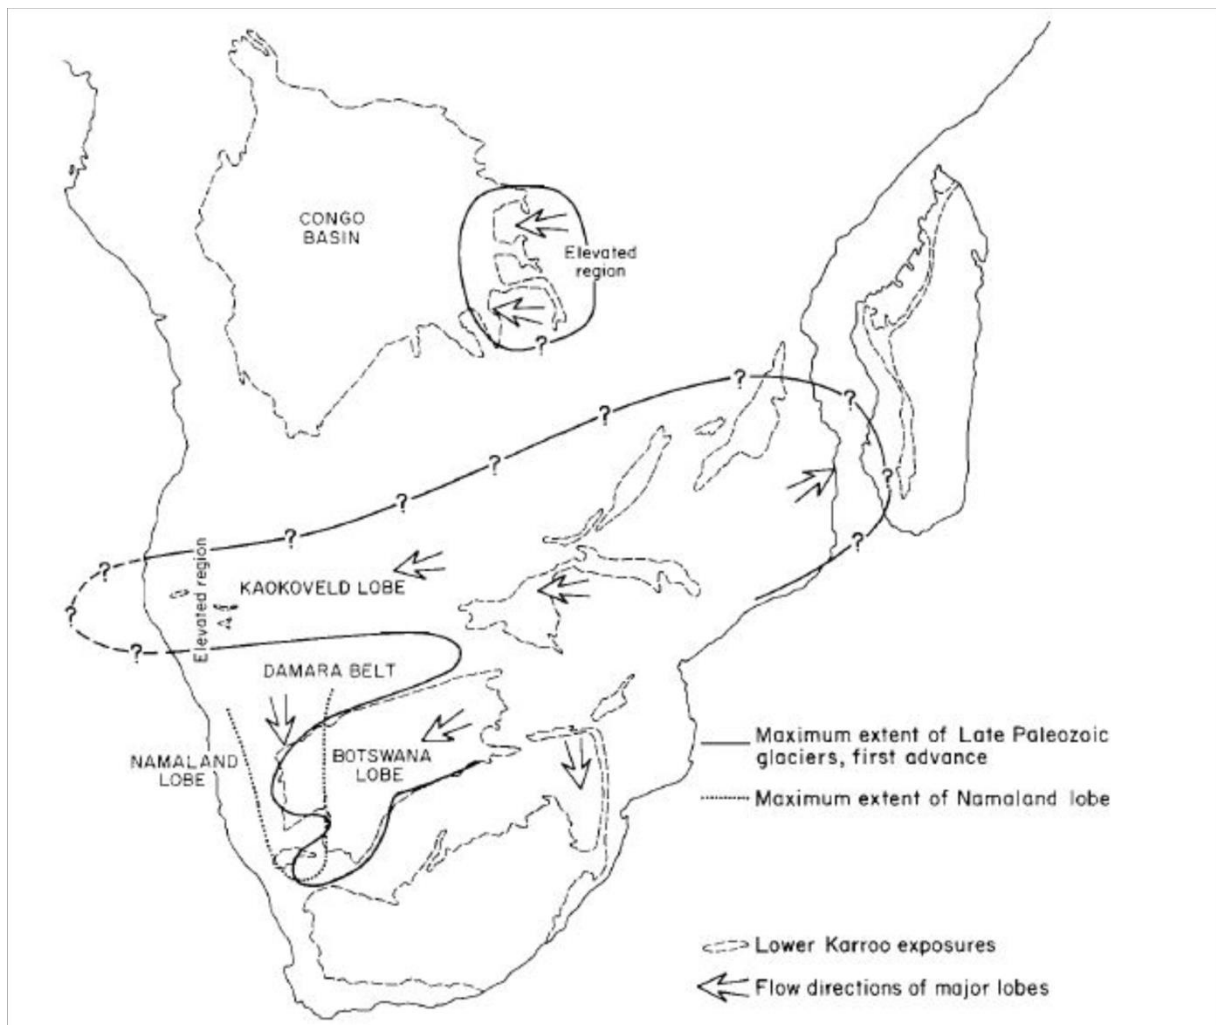 CONGO
BASIN
Elevated
region
?
?
?
?
?
?
?
?
?
?
?
?
?
Elevated region
KAOKOVELD LOBE
DAMARA BELT
NAMALAND
LOBE
BOTSWANA
LOBE
Maximum extent of Late Paleozoic
glaciers, first advance
Maximum extent of Namaland lobe
Lower Karroo exposures
Flow directions of major lobes